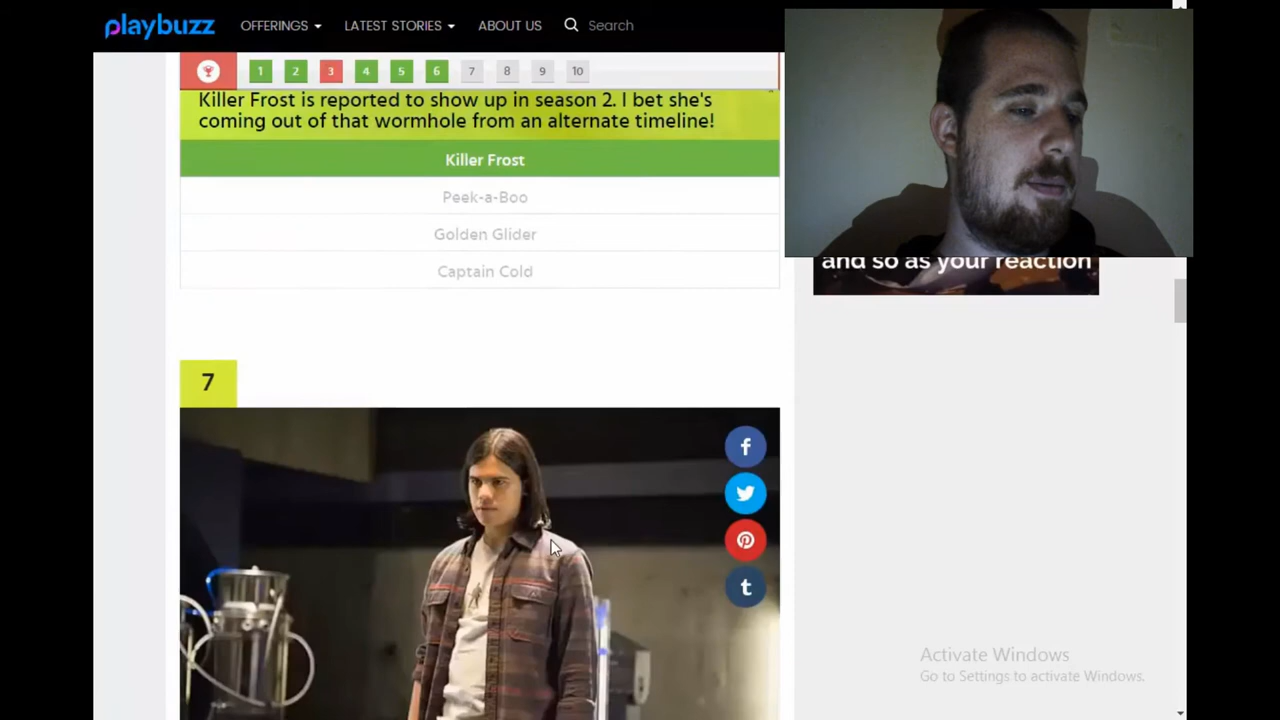 playbuzz
OFFERINGS
LATEST STORIES
ABOUT US
Search
1 2 3 4 5 6 7 8 9 10
Killer Frost is reported to show up in season 2. I bet she's
coming out of that wormhole from an alternate timeline!
Killer Frost
Peek-a-Boo
Golden Glider
Captain Cold
and so as your reaction
7
f
t
Activate Windows
Go to Settings to activate Windows.